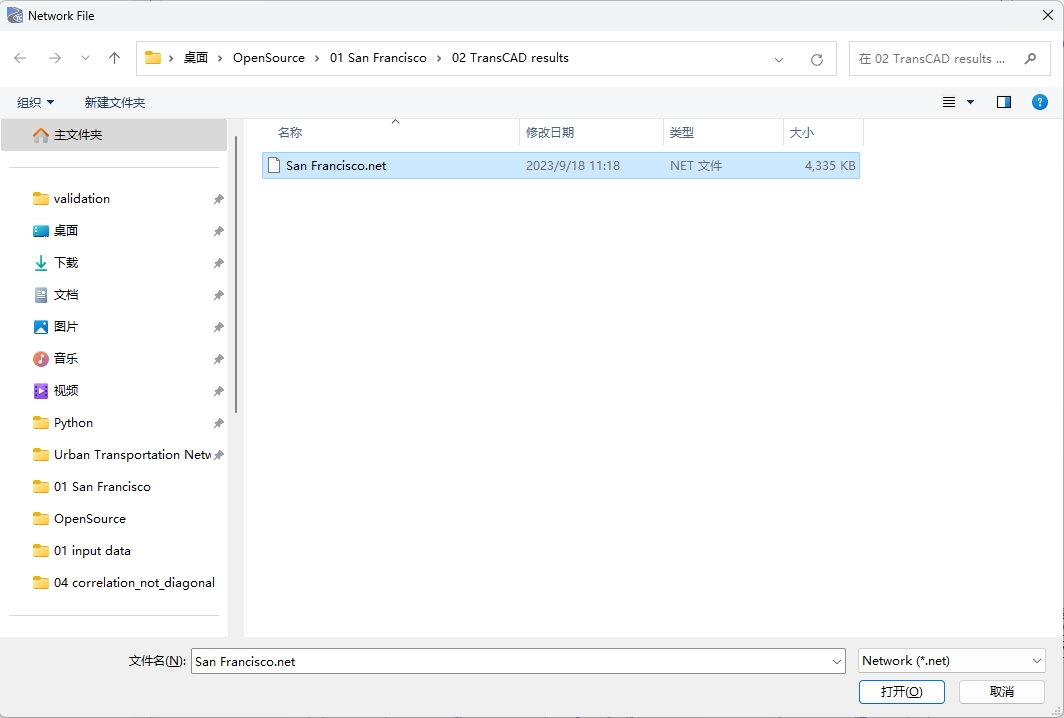 Network File
桌面 OpenSource 01 San Francisco 02 TransCAD results
在 02 TransCAD results ...
组织 新建文件夹
主文件夹
名称 修改日期 类型 大小
San Francisco.net 2023/9/18 11:18 NET 文件 4,335 KB
validation
桌面
下载
文档
图片
音乐
视频
Python
Urban Transportation Netw
01 San Francisco
OpenSource
01 input data
04 correlation_not_diagonal
文件名(N): San Francisco.net Network (*.net)
打开(O) 取消